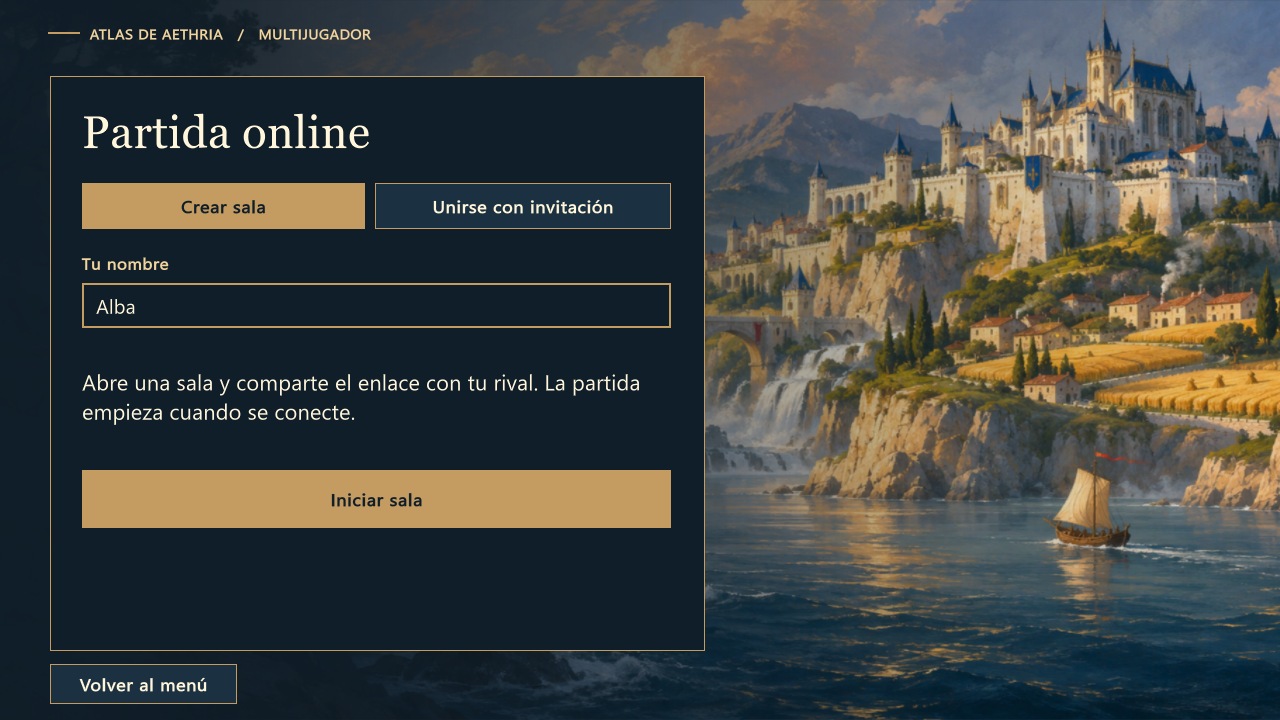 ATLAS DE AETHRIA / MULTIJUGADOR
Partida online
Crear sala
Unirse con invitación
Tu nombre
Alba
Abre una sala y comparte el enlace con tu rival. La partida
empieza cuando se conecte.
Iniciar sala
Volver al menú